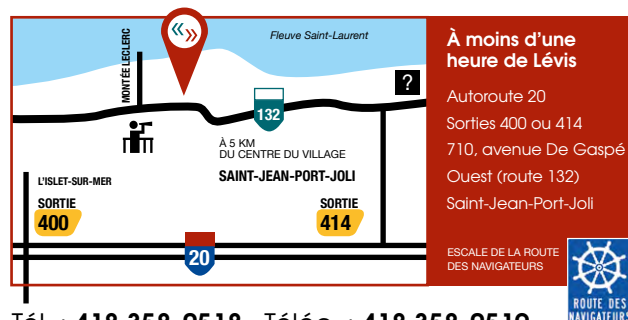 Fleuve Saint-Laurent
MONTÉE LECLERC
?
132
À 5 KM
DU CENTRE DU VILLAGE
SAINT-JEAN-PORT-JOLI
L'ISLET-SUR-MER
SORTIE
400
SORTIE
414
20
À moins d'une
heure de Lévis
Autoroute 20
Sorties 400 ou 414
710, avenue De Gaspé
Ouest (route 132)
Saint-Jean-Port-Joli
ESCALE DE LA ROUTE
DES NAVIGATEURS
ROUTE DES
NAVIGATEURS